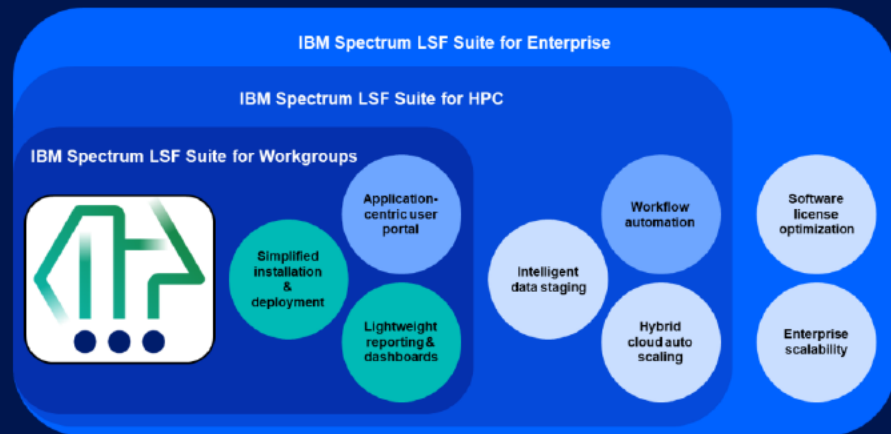 IBM Spectrum LSF Suite for Enterprise
IBM Spectrum LSF Suite for HPC
IBM Spectrum LSF Suite for Workgroups
Simplified
installation
&
deployment
Application-
centric user
portal
Lightweight
reporting &
dashboards
Intelligent
data staging
Workflow
automation
Hybrid
cloud auto
scaling
Software
license
optimization
Enterprise
scalability